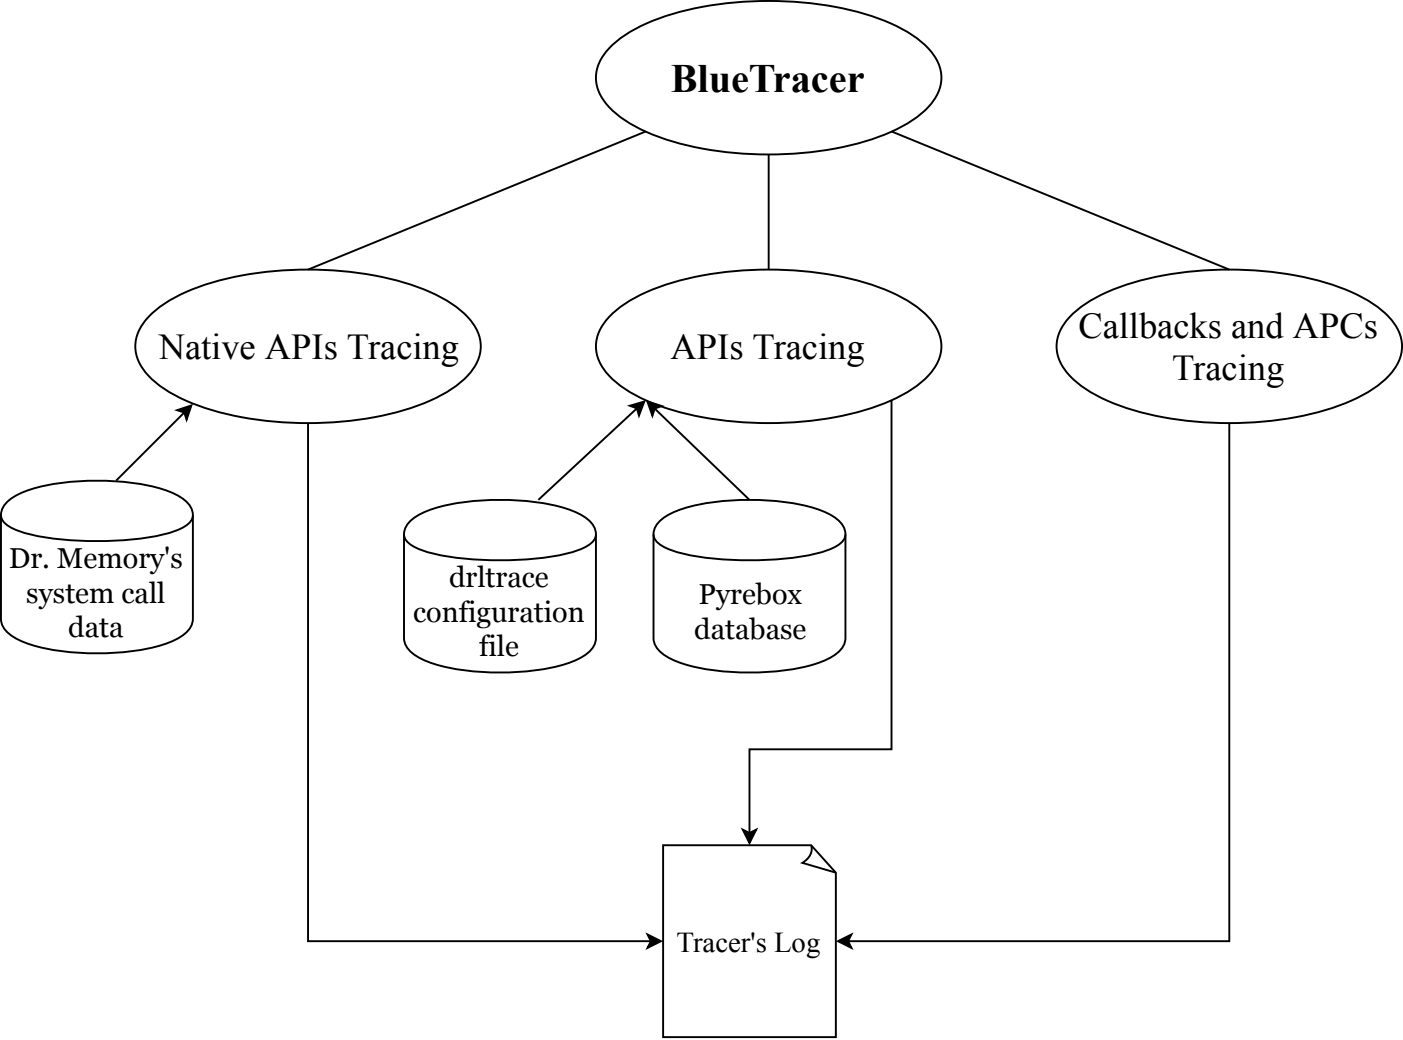 BlueTracer
Native APIs Tracing
APIs Tracing
Callbacks and APCs
Tracing
Dr. Memory's
system call
data
drltrace
configuration
file
Pyrebox
database
Tracer's Log